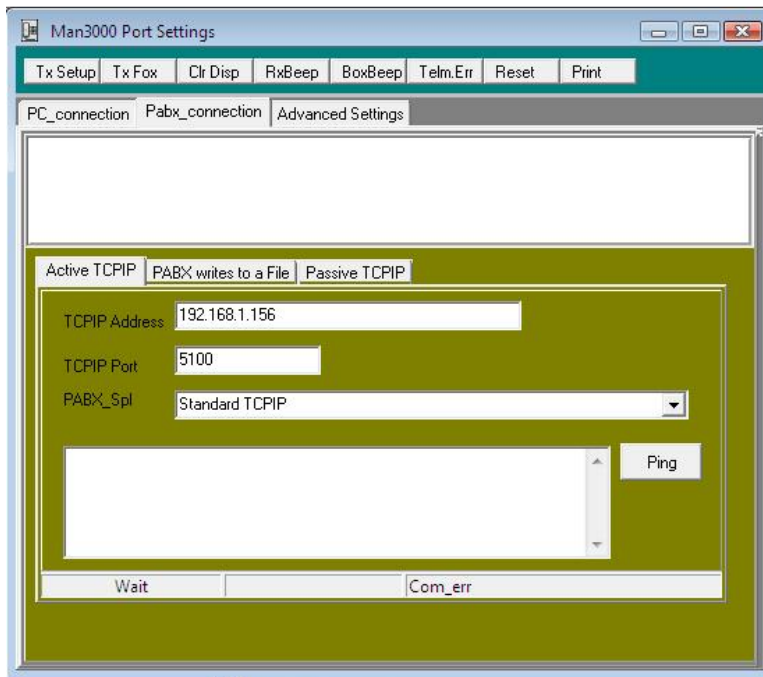 Man3000 Port Settings
Tx Setup Tx Fox Clr Disp RxBeep BoxBeep Telm.Err Reset Print
PC_connection Pabx_connection Advanced Settings
Active TCPIP PABX writes to a File Passive TCPIP
TCPIP Address 192.168.1.156
TCPIP Port 5100
PABX_Spl Standard TCPIP
Ping
Wait Com_err